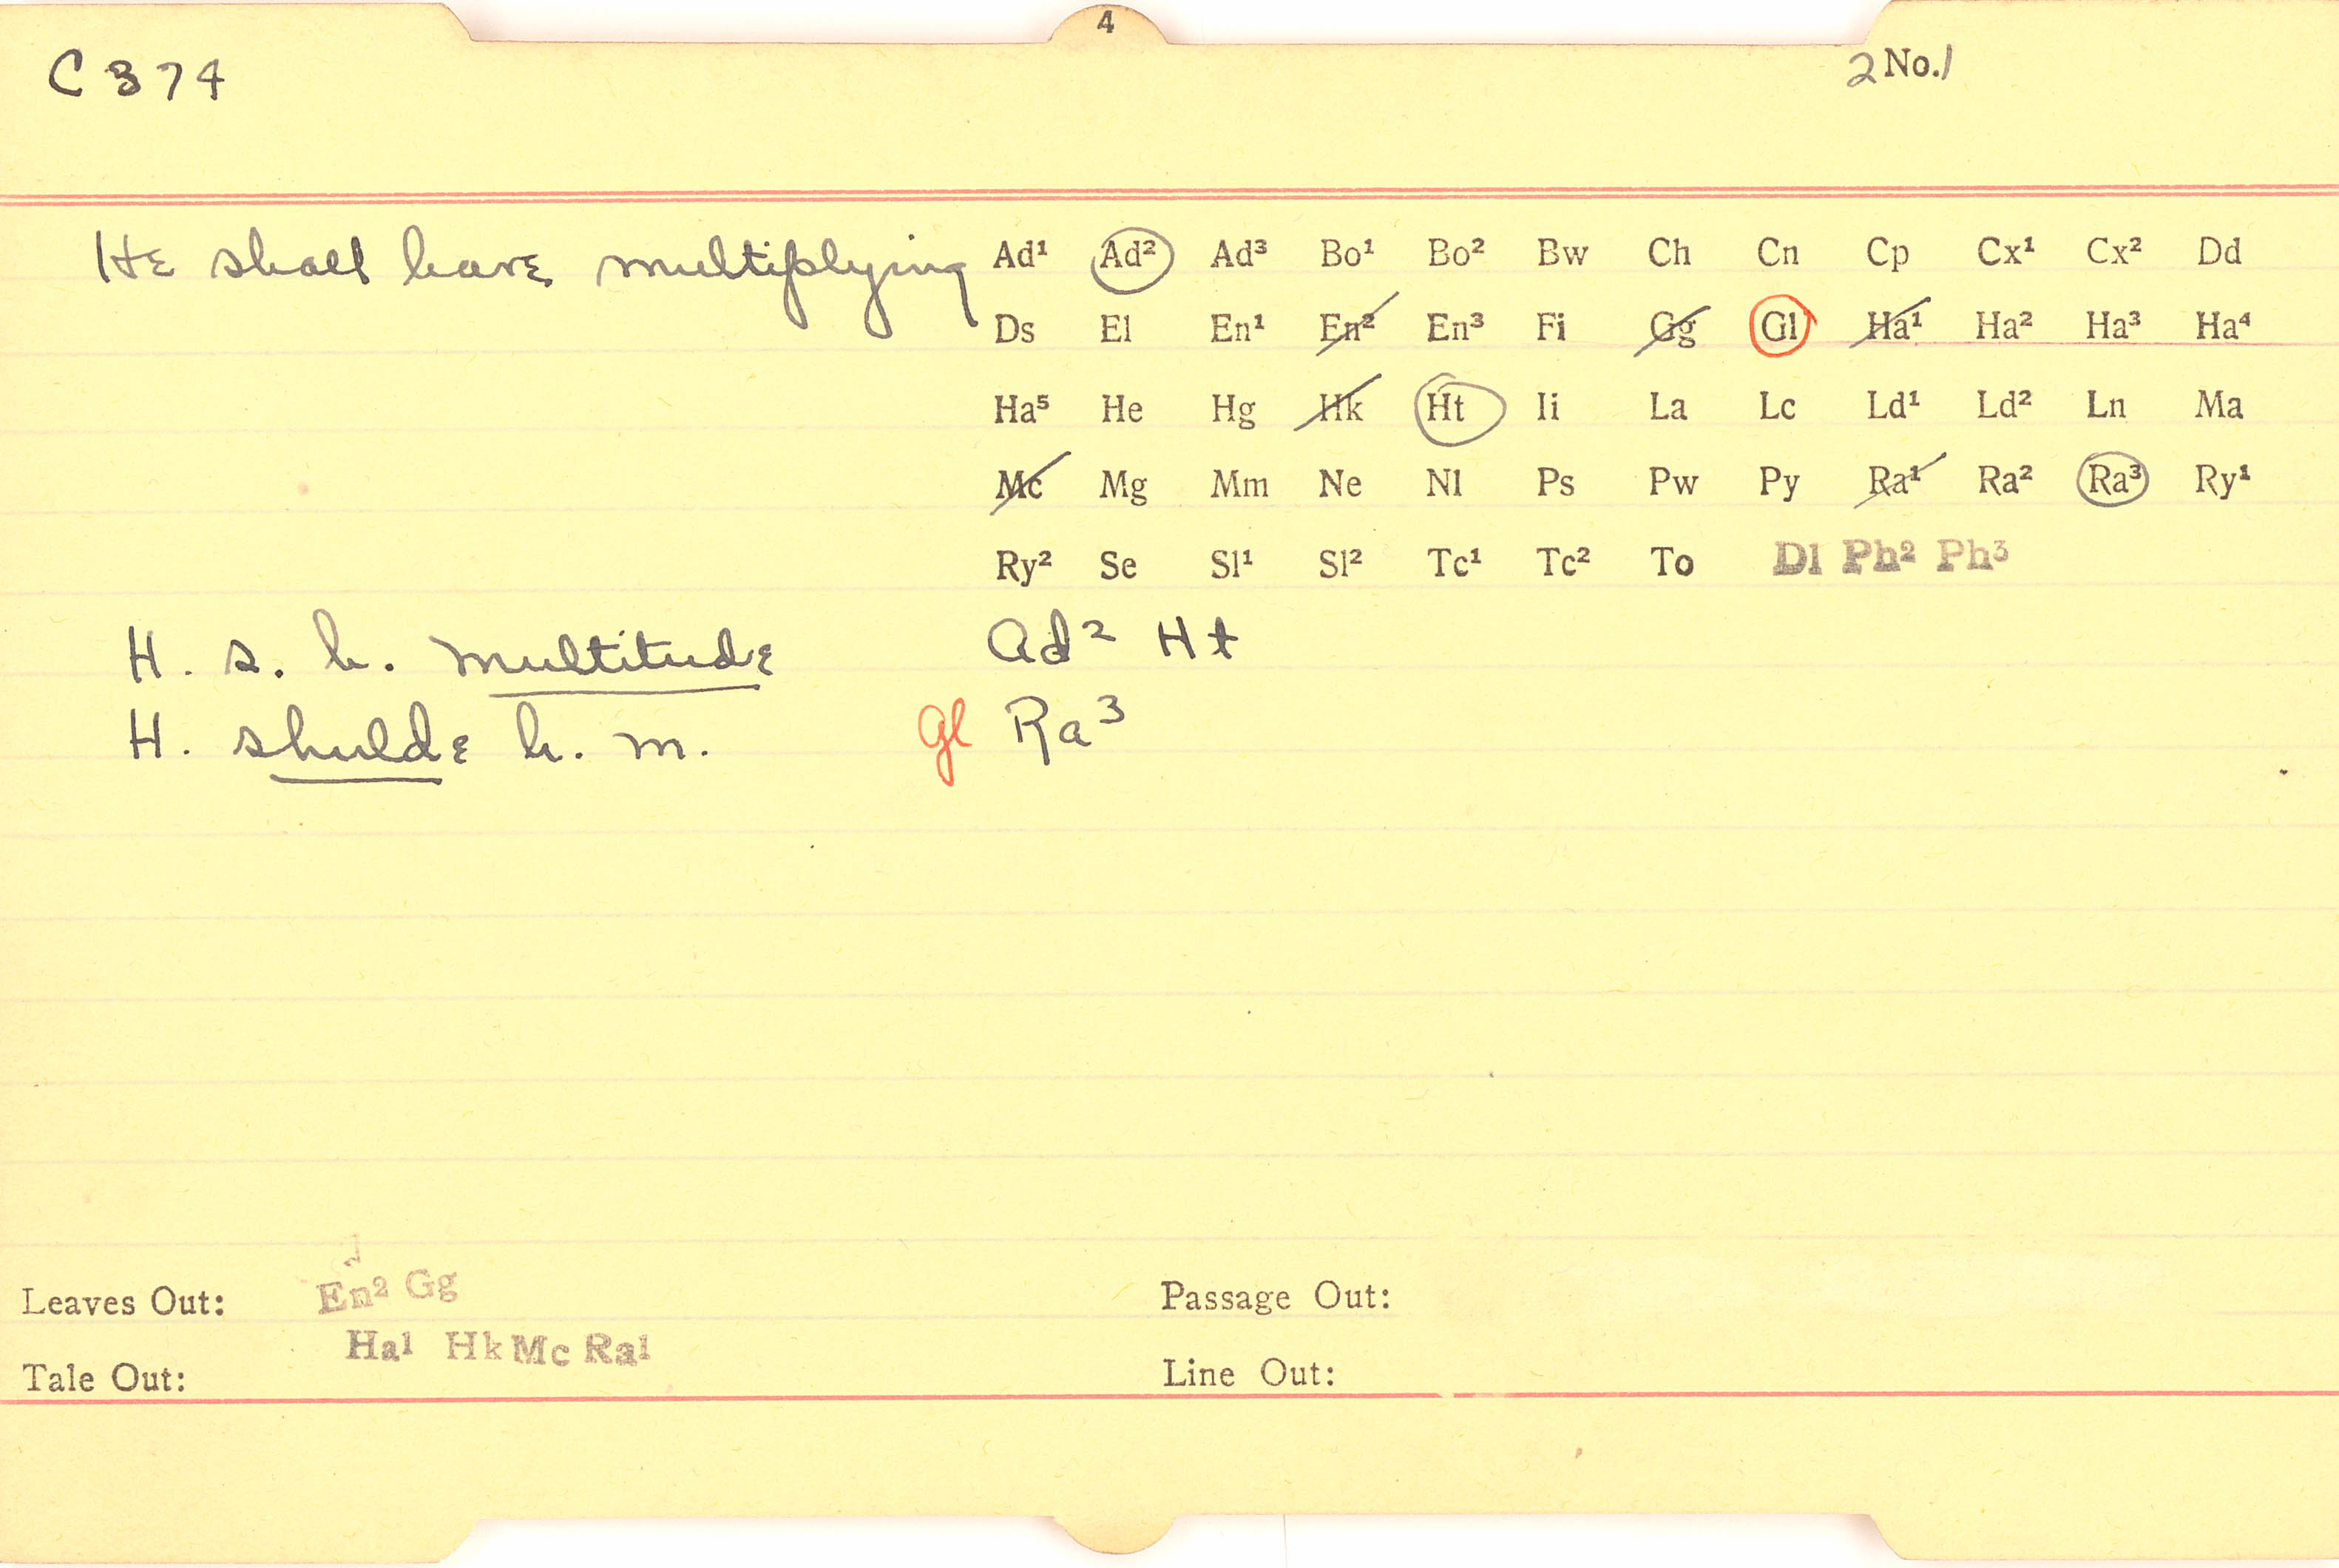 4
C 374
2 No. 1
He shall have multiplying
Ad¹ Ad² Ad³ Bo¹ Bo² Bw Ch Cn Cp Cx¹ Cx² Dd
Ds El En¹ En² En³ Fi Gg Gl Ha¹ Ha² Ha³ Ha⁴
Ha⁵ He Hg Hk Ht Ii La Lc Ld¹ Ld² Ln Ma
Mc Mg Mm Ne Nl Ps Pw Py Ra¹ Ra² Ra³ Ry¹
Ry² Se Sl¹ Sl² Tc¹ Tc² To Dl Ph² Ph³
H. s. h. multitude Ad² Ht
H. shulde h. m. Gl Ra³
Leaves Out: En² Gg
Ha¹ Hk Mc Ra¹
Tale Out:
Passage Out:
Line Out: